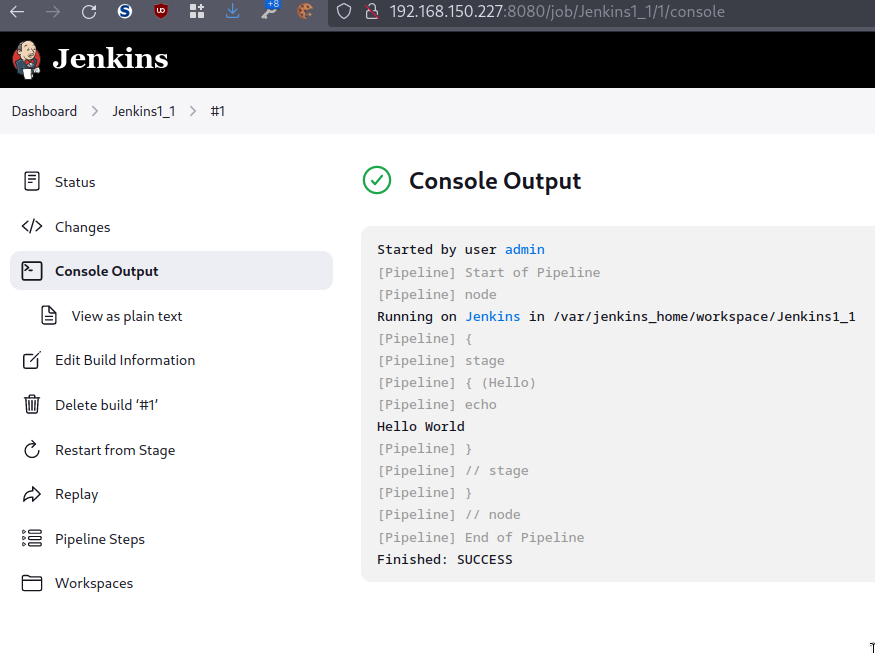 +8
192.168.150.227:8080/job/Jenkins1_1/1/console
Jenkins
Dashboard > Jenkins1_1 > #1
Status
Changes
Console Output
View as plain text
Edit Build Information
Delete build ‘#1’
Restart from Stage
Replay
Pipeline Steps
Workspaces
Console Output
Started by user admin
[Pipeline] Start of Pipeline
[Pipeline] node
Running on Jenkins in /var/jenkins_home/workspace/Jenkins1_1
[Pipeline] {
[Pipeline] stage
[Pipeline] { (Hello)
[Pipeline] echo
Hello World
[Pipeline] }
[Pipeline] // stage
[Pipeline] }
[Pipeline] // node
[Pipeline] End of Pipeline
Finished: SUCCESS